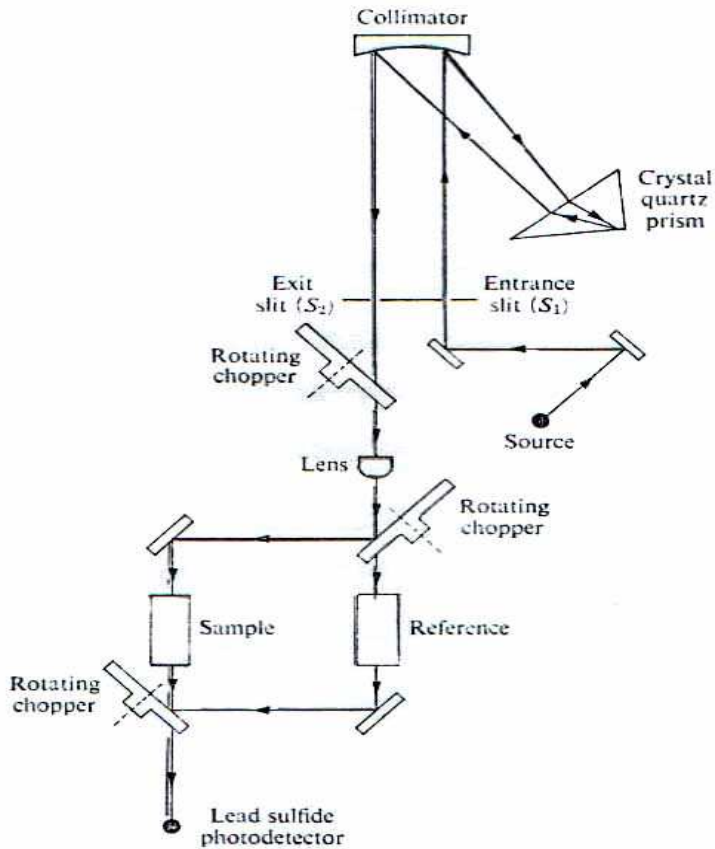 Collimator
Crystal
quartz
prism
Exit
slit (S₂)
Entrance
slit (S₁)
Rotating
chopper
Source
Lens
Rotating
chopper
Sample
Reference
Rotating
chopper
Lead sulfide
photodetector